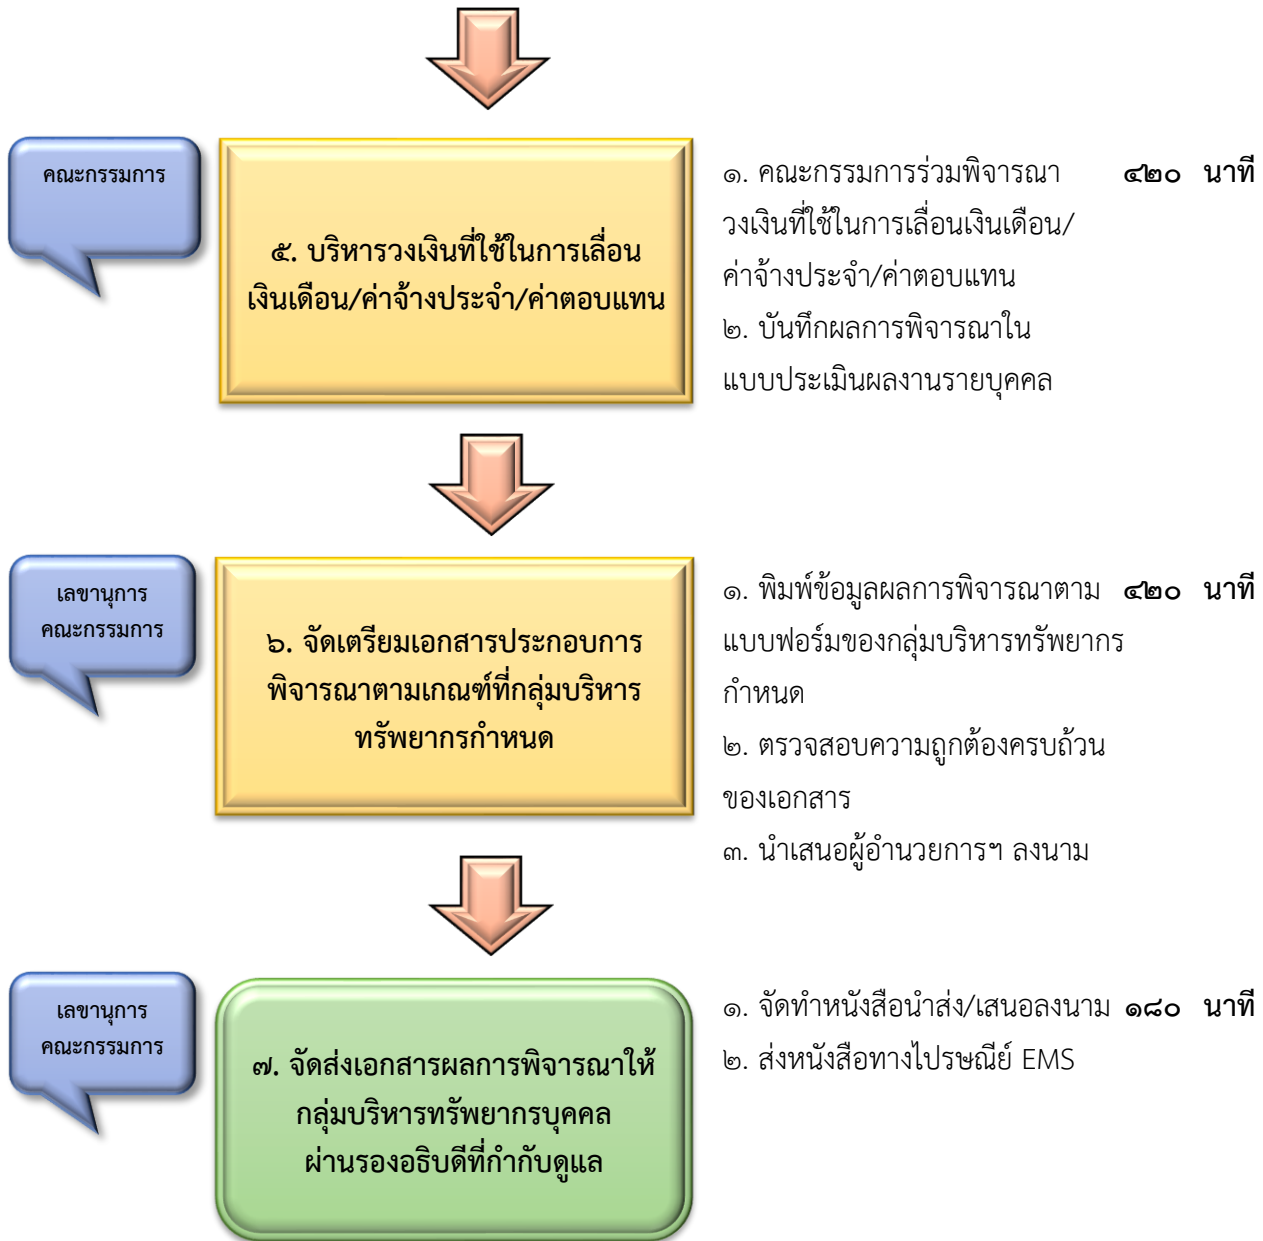 คณะกรรมการ
๕. บริหารวงเงินที่ใช้ในการเลื่อน
เงินเดือน/ค่าจ้างประจำ/ค่าตอบแทน
๑. คณะกรรมการร่วมพิจารณา ๔๒๐ นาที
วงเงินที่ใช้ในการเลื่อนเงินเดือน/
ค่าจ้างประจำ/ค่าตอบแทน
๒. บันทึกผลการพิจารณาใน
แบบประเมินผลงานรายบุคคล
เลขานุการ
คณะกรรมการ
๖. จัดเตรียมเอกสารประกอบการ
พิจารณาตามเกณฑ์ที่กลุ่มบริหาร
ทรัพยากรกำหนด
๑. พิมพ์ข้อมูลผลการพิจารณาตาม ๔๒๐ นาที
แบบฟอร์มของกลุ่มบริหารทรัพยากร
กำหนด
๒. ตรวจสอบความถูกต้องครบถ้วน
ของเอกสาร
๓. นำเสนอผู้อำนวยการฯ ลงนาม
เลขานุการ
คณะกรรมการ
๗. จัดส่งเอกสารผลการพิจารณาให้
กลุ่มบริหารทรัพยากรบุคคล
ผ่านรองอธิบดีที่กำกับดูแล
๑. จัดทำหนังสือนำส่ง/เสนอลงนาม ๑๘๐ นาที
๒. ส่งหนังสือทางไปรษณีย์ EMS